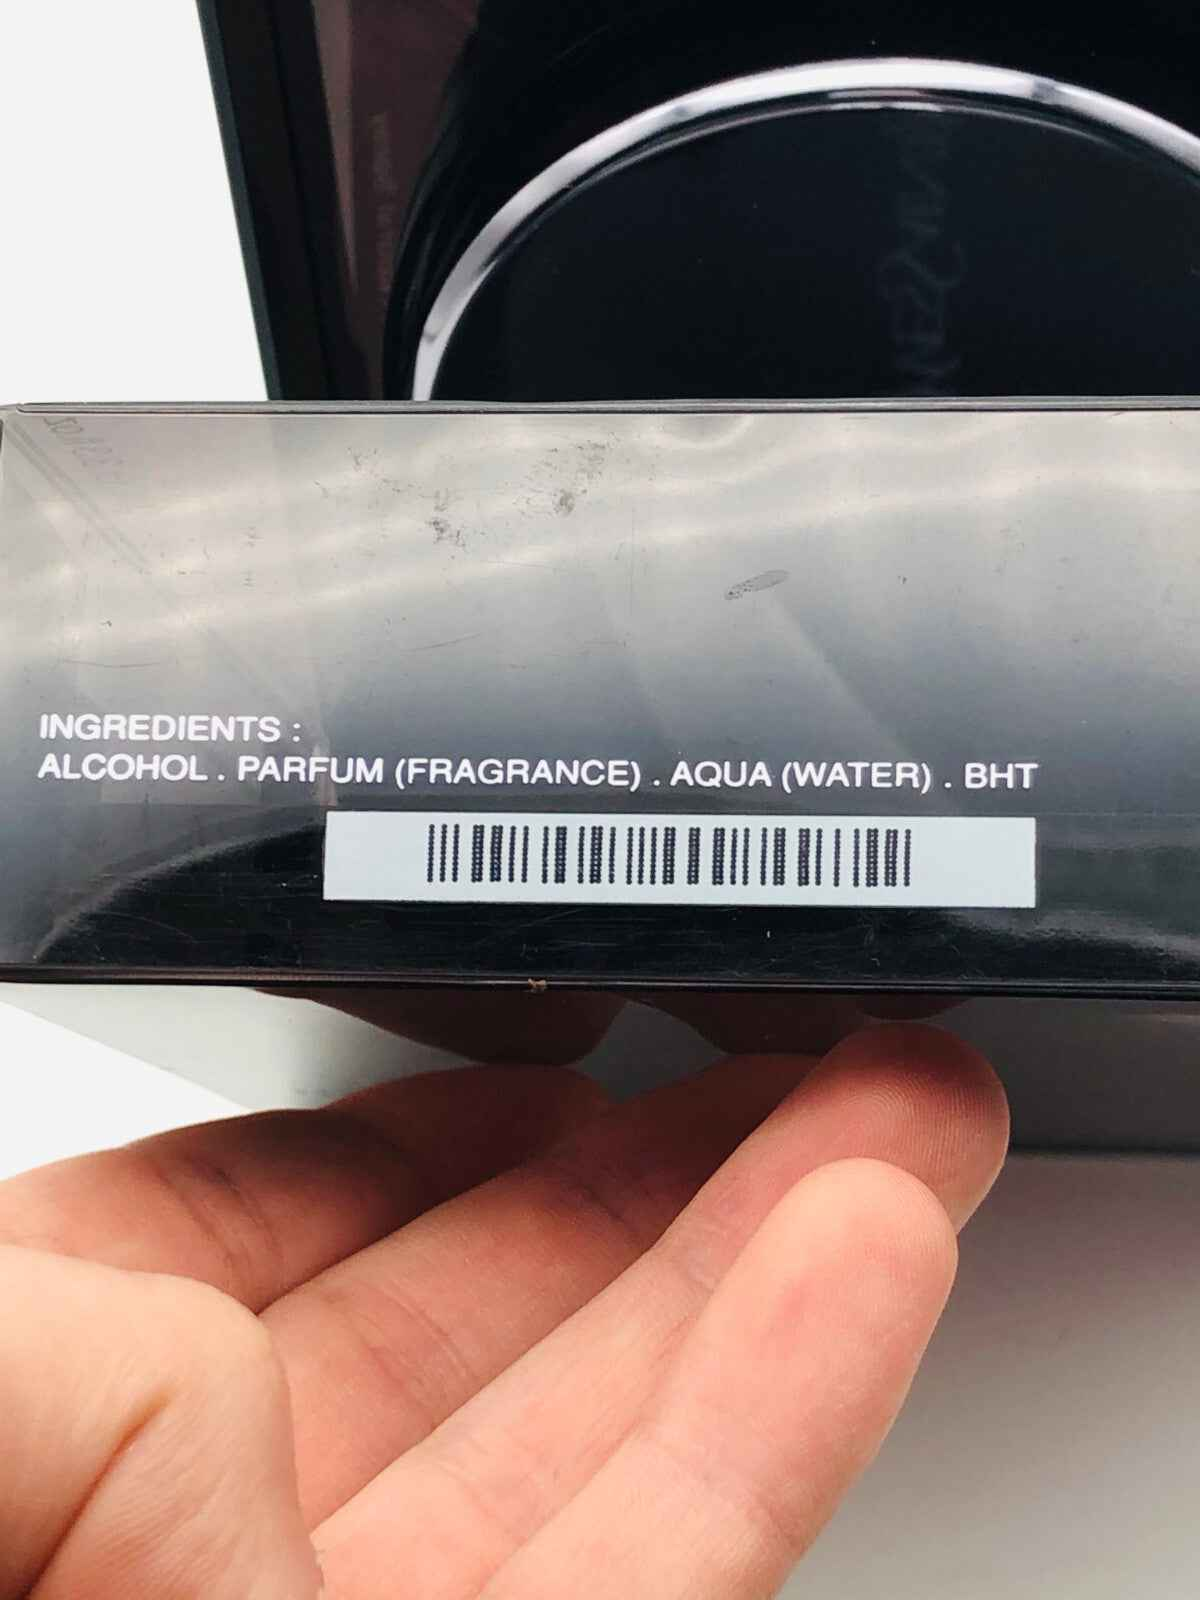 INGREDIENTS :
ALCOHOL . PARFUM (FRAGRANCE) . AQUA (WATER) . BHT